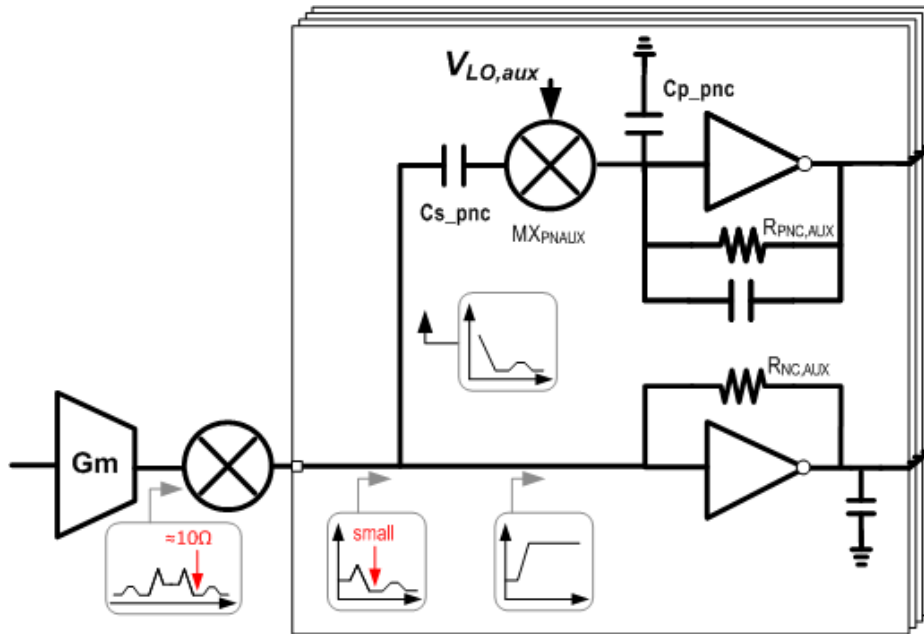 V_LO,aux
Cp_pnc
Cs_pnc
MX_PNAUX
R_PNC,AUX
R_NC,AUX
Gm
≈10Ω
small